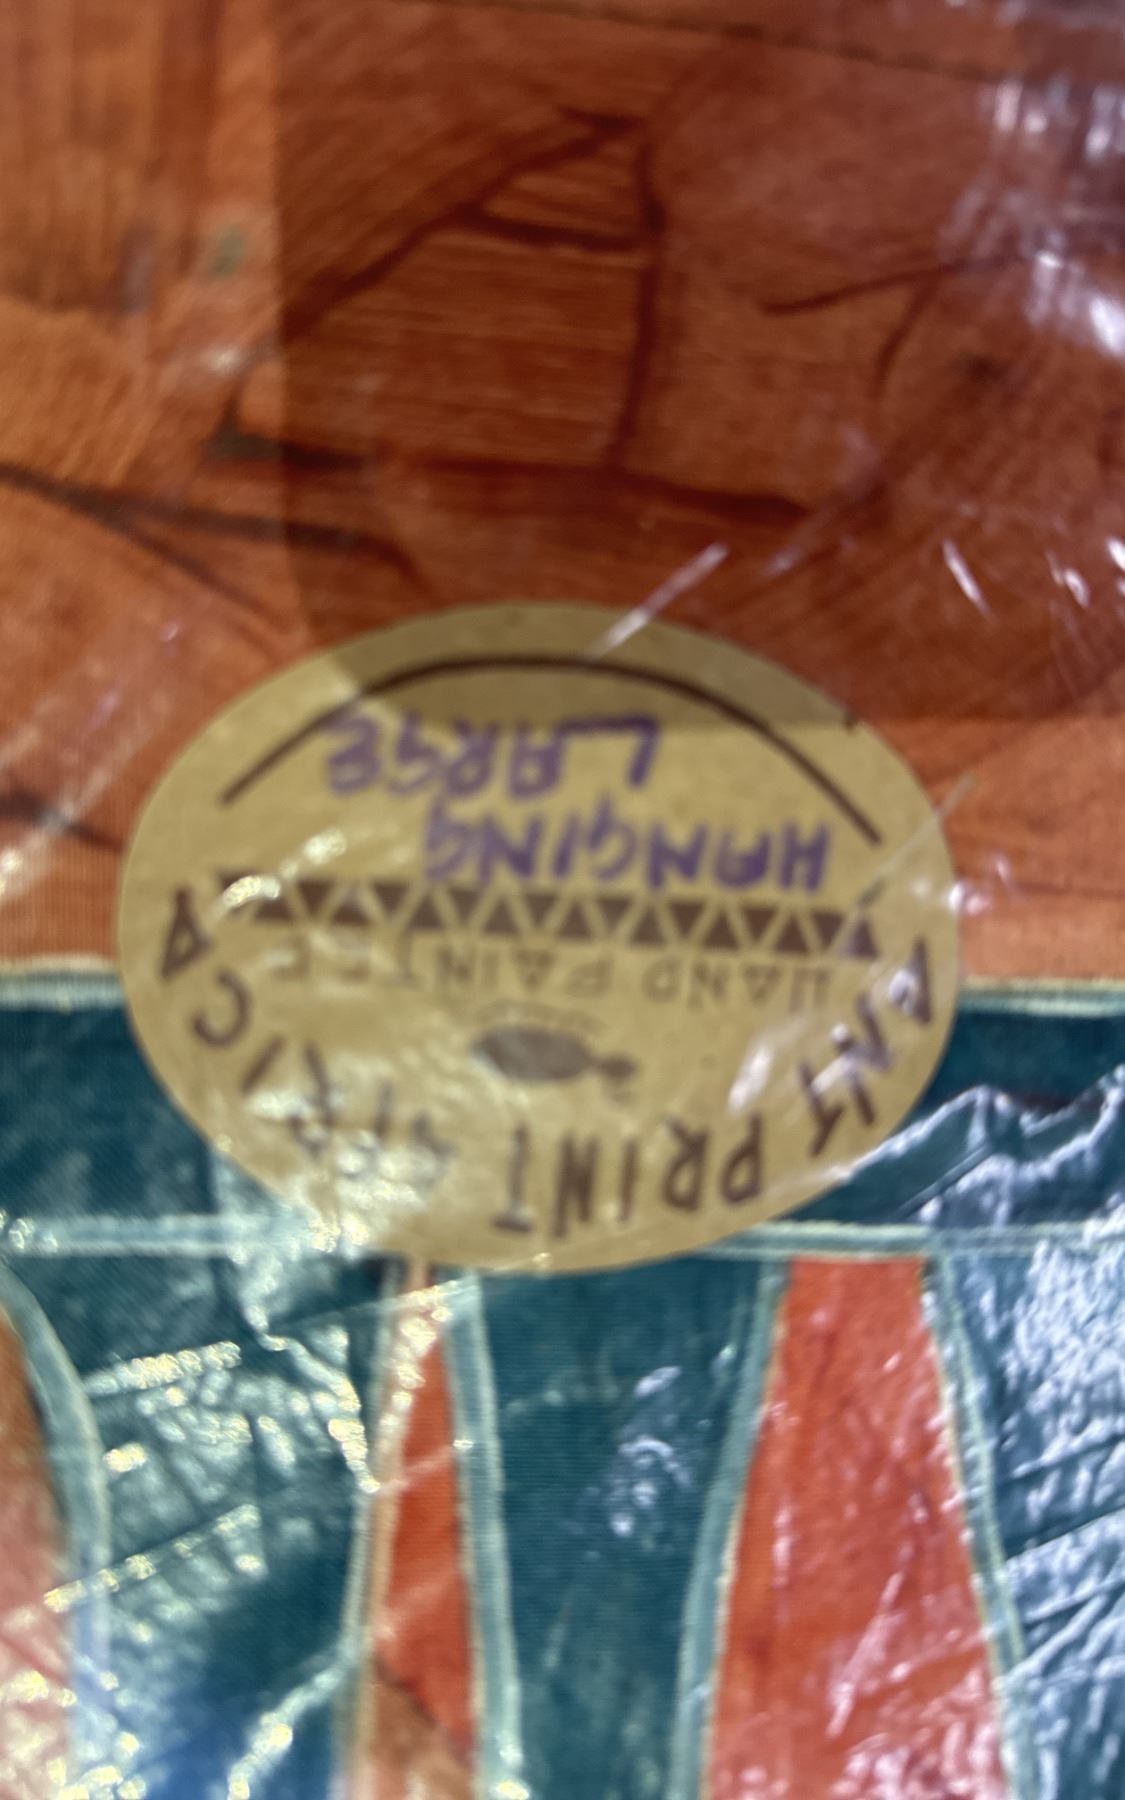 PRINT AFRICA
HAND PAINTED
HANGING
LARGE